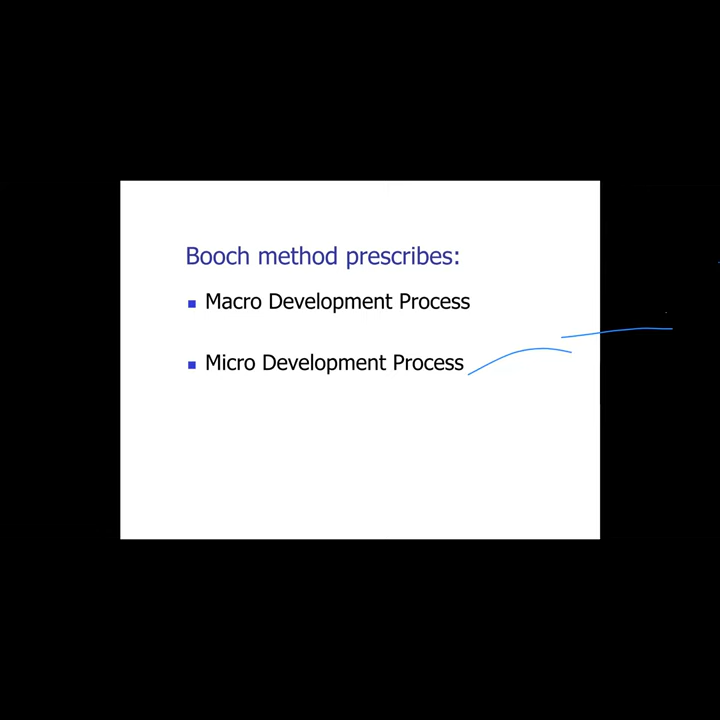 Booch method prescribes:
Macro Development Process
Micro Development Process